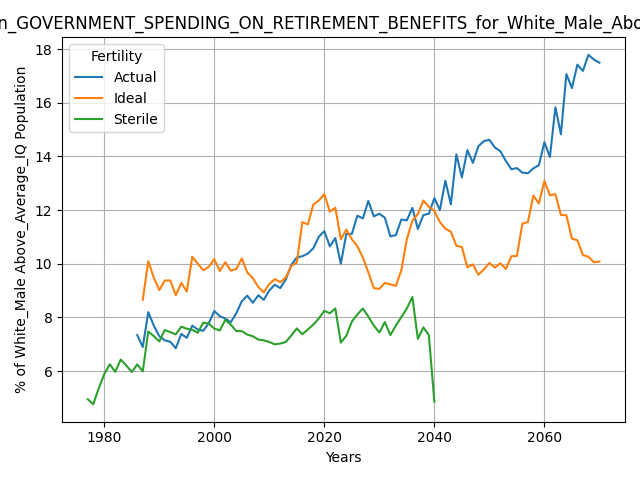 n_GOVERNMENT_SPENDING_ON_RETIREMENT_BENEFITS_for_White_Male_Abo
Fertility
Actual
Ideal
Sterile
18
16
14
12
10
8
6
% of White_Male Above_Average_IQ Population
1980
2000
2020
2040
2060
Years